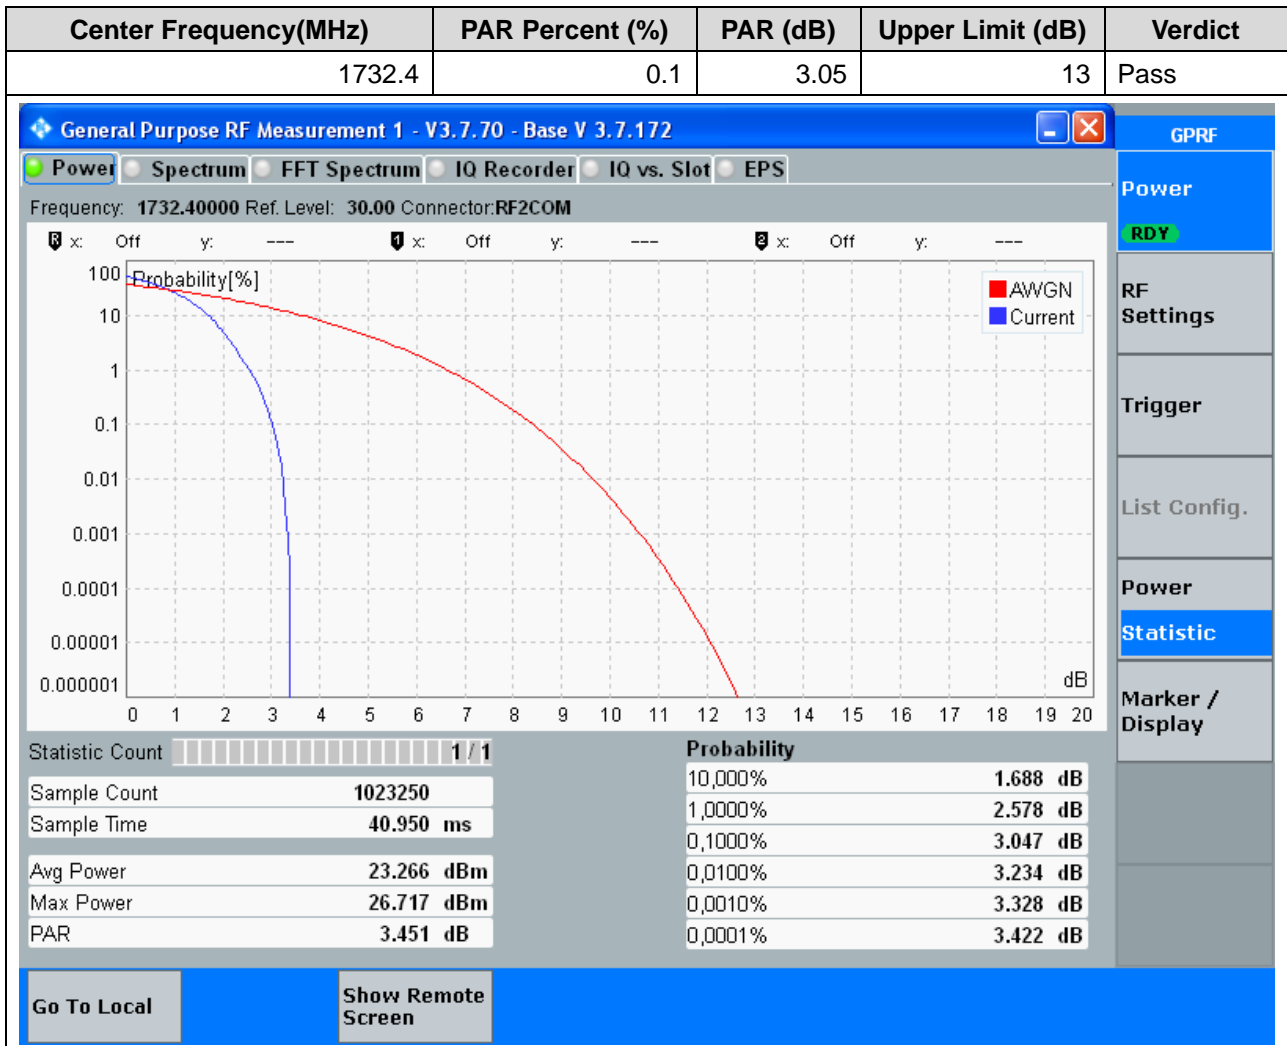 Center Frequency(MHz) PAR Percent (%) PAR (dB) Upper Limit (dB) Verdict
1732.4 0.1 3.05 13 Pass
General Purpose RF Measurement 1 - V3.7.70 - Base V 3.7.172
GPRF
Power Spectrum FFT Spectrum IQ Recorder IQ vs. Slot EPS
Frequency: 1732.40000 Ref. Level: 30.00 Connector:RF2COM
R x: Off y: --- 1 x: Off y: --- 2 x: Off y: ---
Probability[%]
AWGN
Current
100
10
1
0.1
0.01
0.001
0.0001
0.00001
0.000001
dB
0 1 2 3 4 5 6 7 8 9 10 11 12 13 14 15 16 17 18 19 20
Statistic Count 1 / 1
Sample Count 1023250
Sample Time 40.950 ms
Avg Power 23.266 dBm
Max Power 26.717 dBm
PAR 3.451 dB
Probability
10,000% 1.688 dB
1,0000% 2.578 dB
0,1000% 3.047 dB
0,0100% 3.234 dB
0,0010% 3.328 dB
0,0001% 3.422 dB
Power
RDY
RF
Settings
Trigger
List Config.
Power
Statistic
Marker /
Display
Go To Local
Show Remote
Screen